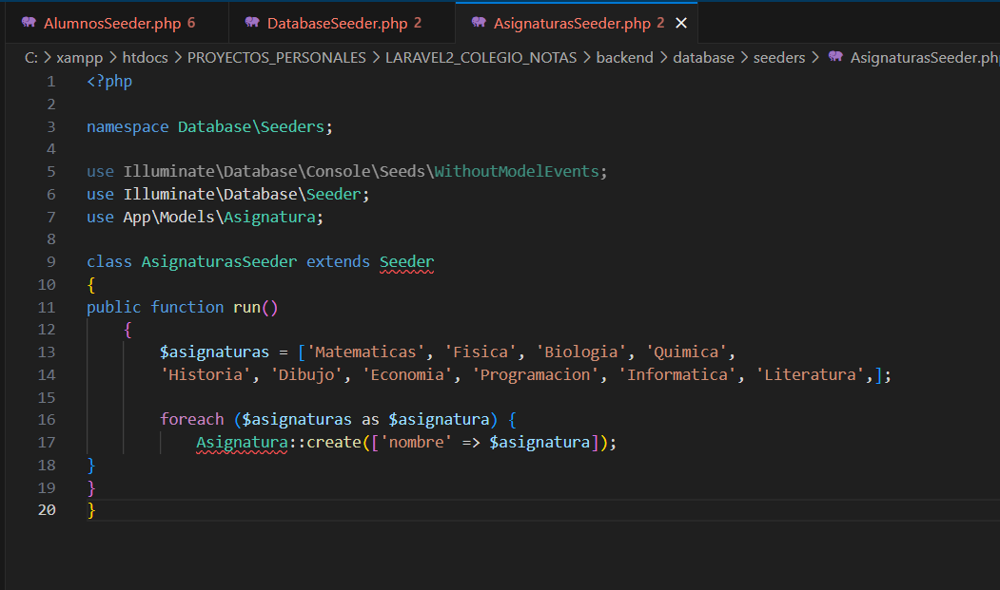 AlumnosSeeder.php 6 DatabaseSeeder.php 2 AsignaturasSeeder.php 2
C: > xampp > htdocs > PROYECTOS_PERSONALES > LARAVEL2_COLEGIO_NOTAS > backend > database > seeders > AsignaturasSeeder.ph
1 <?php
2
3 namespace Database\Seeders;
4
5 use Illuminate\Database\Console\Seeds\WithoutModelEvents;
6 use Illuminate\Database\Seeder;
7 use App\Models\Asignatura;
8
9 class AsignaturasSeeder extends Seeder
10 {
11 public function run()
12     {
13         $asignaturas = ['Matematicas', 'Fisica', 'Biologia', 'Quimica',
14         'Historia', 'Dibujo', 'Economia', 'Programacion', 'Informatica', 'Literatura',];
15
16         foreach ($asignaturas as $asignatura) {
17             Asignatura::create(['nombre' => $asignatura]);
18 }
19 }
20 }